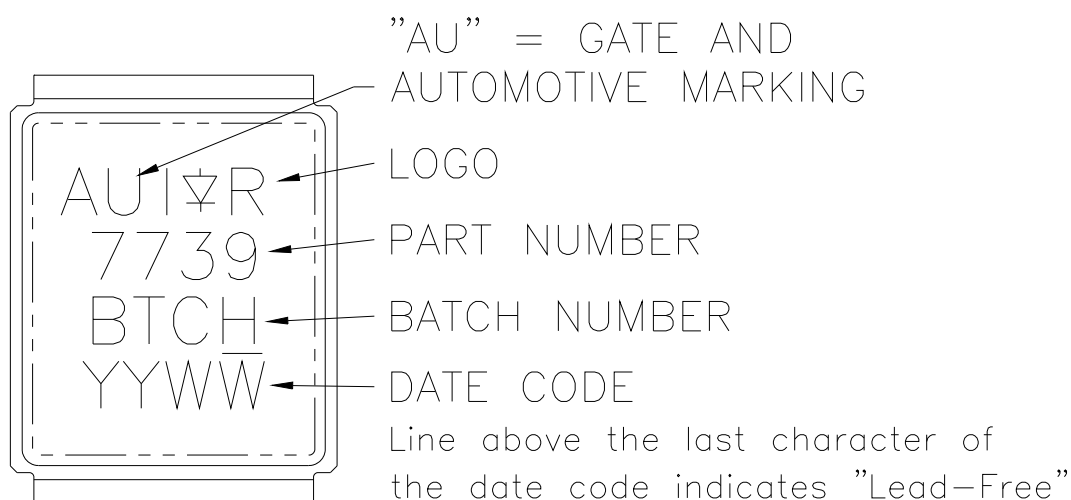 ”AU” = GATE AND
AUTOMOTIVE MARKING
AUI R
LOGO
7739
PART NUMBER
BTCH
BATCH NUMBER
YYWW̅
DATE CODE
Line above the last character of
the date code indicates ”Lead−Free”